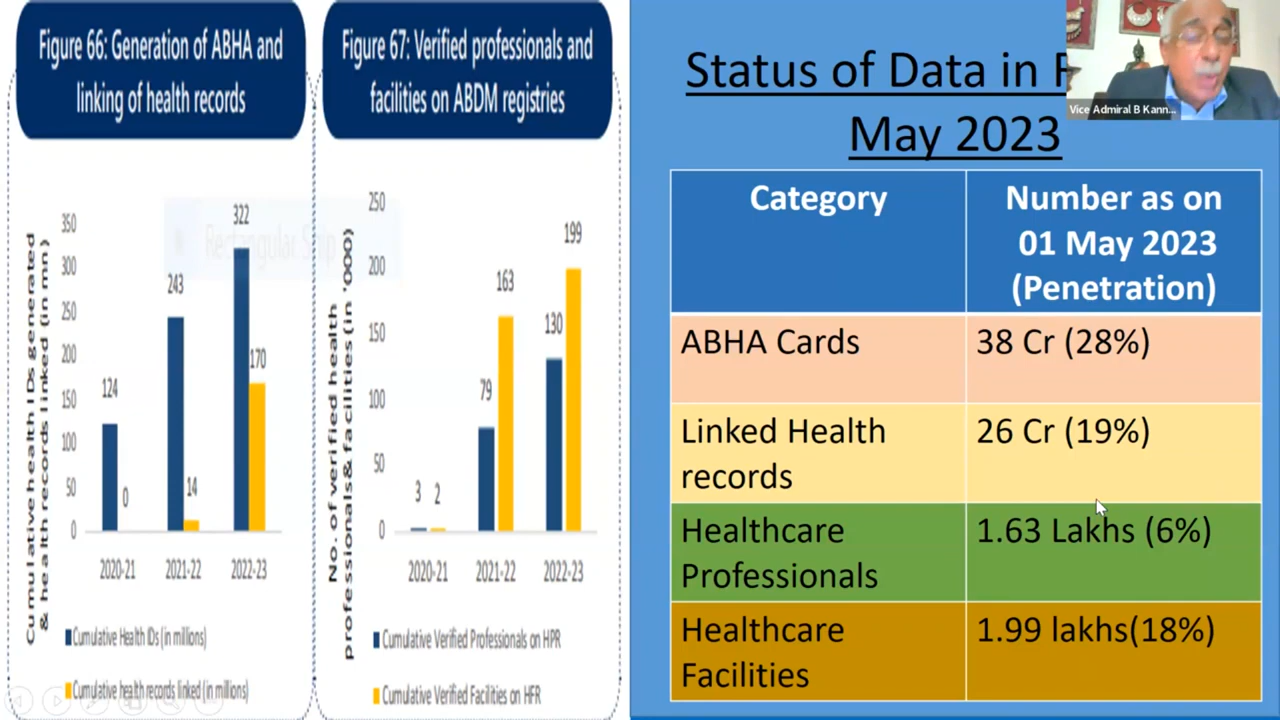 Figure 66: Generation of ABHA and
linking of health records
Cumulative health IDs generated
& health records linked (in mn)
350
300
250
200
150
100
50
0
124
0
243
14
322
170
2020-21
2021-22
2022-23
Cumulative Health IDs (in millions)
Cumulative health records linked (in millions)
Figure 67: Verified professionals and
facilities on ABDM registries
No. of verified health
professionals& facilities (in '000)
250
200
150
100
50
0
3
2
79
163
130
199
2020-21
2021-22
2022-23
Cumulative Verified Professionals on HPR
Cumulative Verified Facilities on HFR
Rectangular Snip
Status of Data in
May 2023
Vice Admiral B Kann...
Category
Number as on
01 May 2023
(Penetration)
ABHA Cards
38 Cr (28%)
Linked Health
records
26 Cr (19%)
Healthcare
Professionals
1.63 Lakhs (6%)
Healthcare
Facilities
1.99 lakhs(18%)